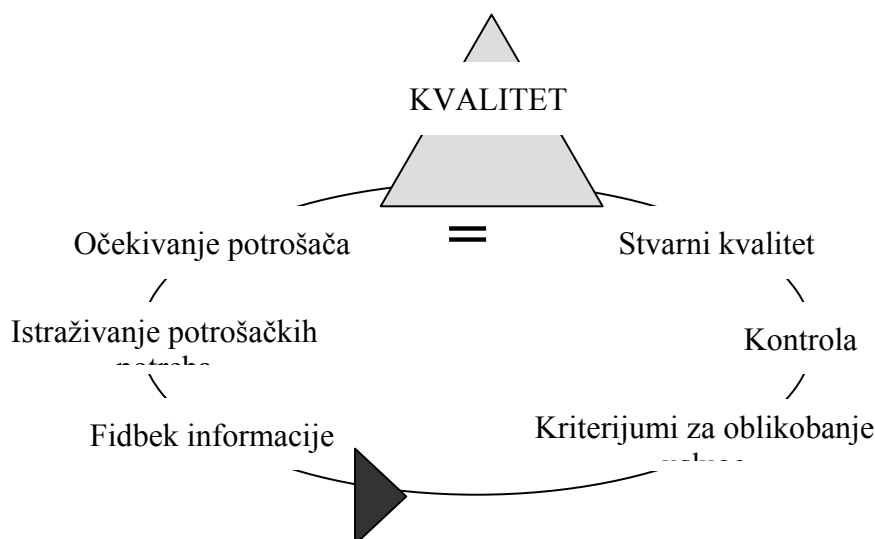 KVALITET
Očekivanje potrošača
=
Stvarni kvalitet
Istraživanje potrošačkih
Kontrola
Fidbek informacije
Kriterijumi za oblikobanje